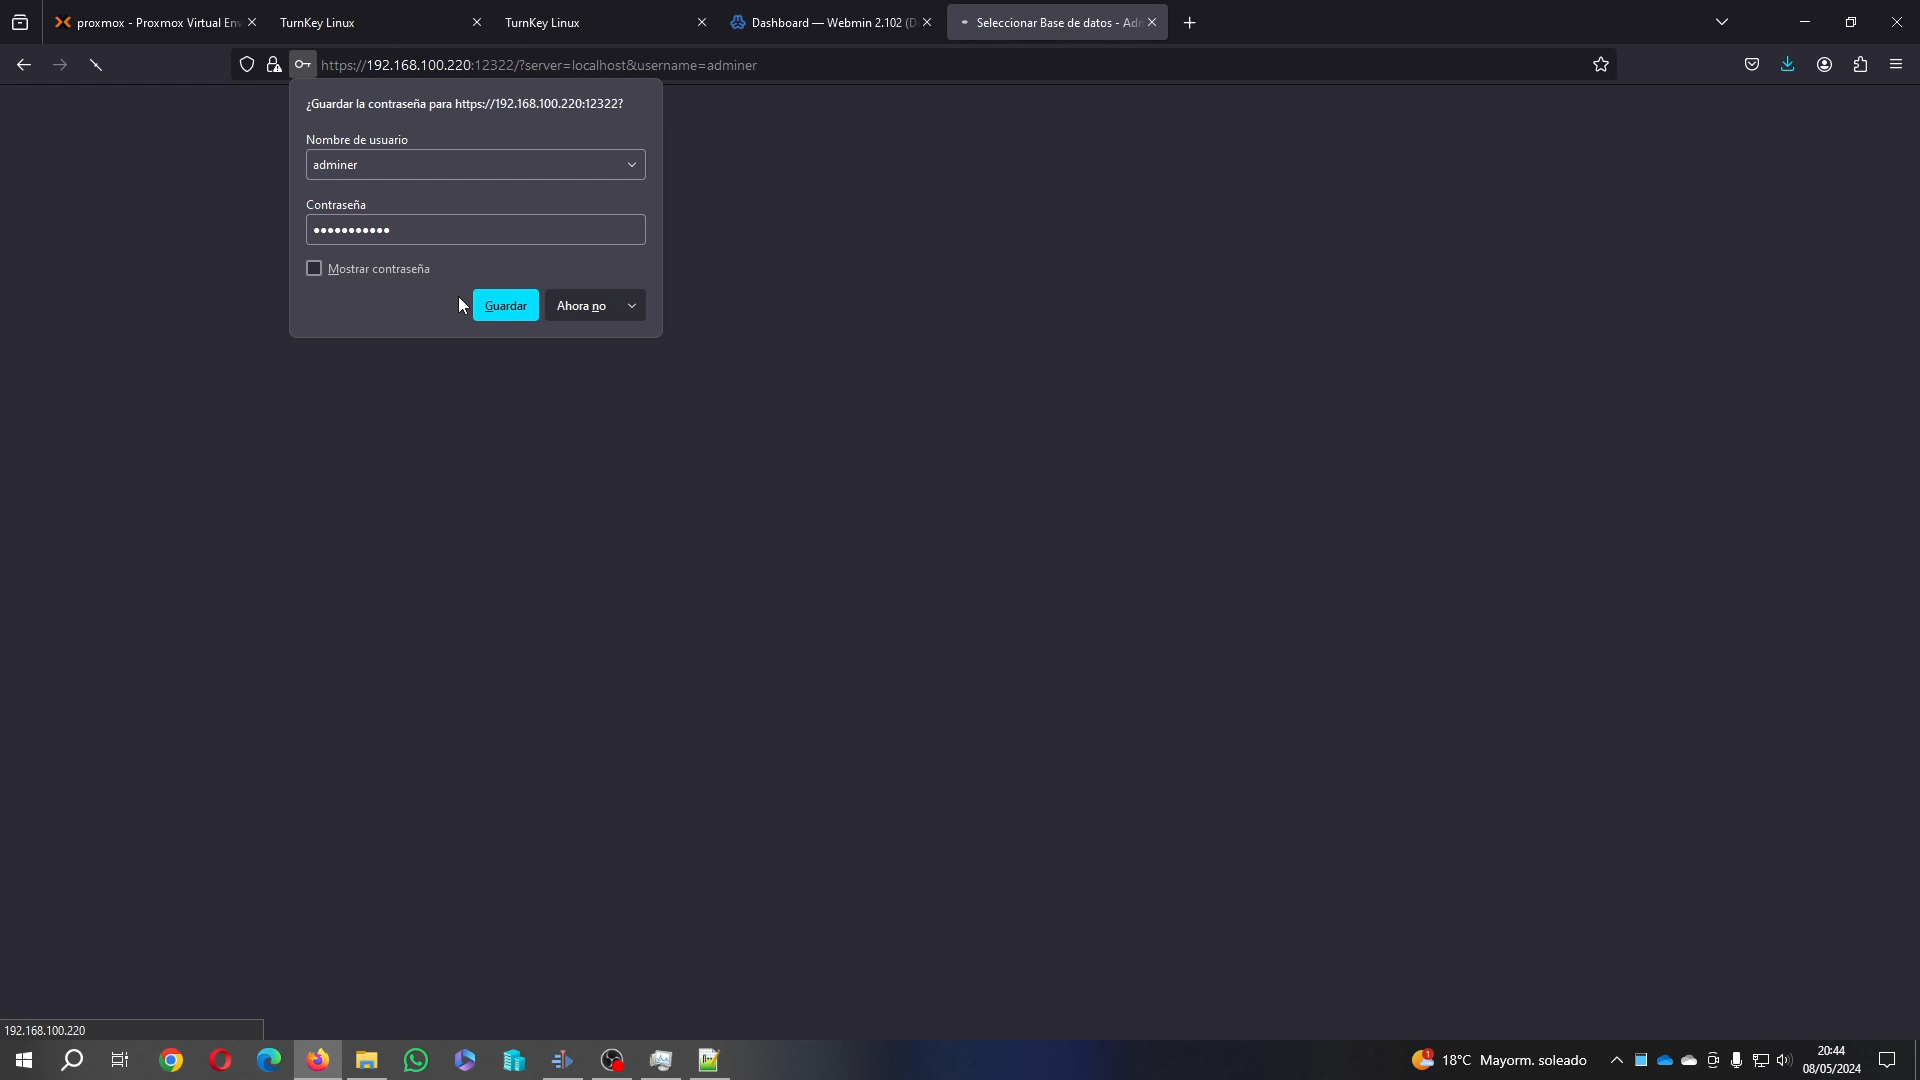 proxmox - Proxmox Virtual Env
TurnKey Linux
TurnKey Linux
Dashboard — Webmin 2.102 (D
Seleccionar Base de datos - Adm
https://192.168.100.220:12322/?server=localhost&username=adminer
¿Guardar la contraseña para https://192.168.100.220:12322?
Nombre de usuario
adminer
Contraseña
•••••••••••
Mostrar contraseña
Guardar
Ahora no
192.168.100.220
1
18°C Mayorm. soleado
20:44
08/05/2024